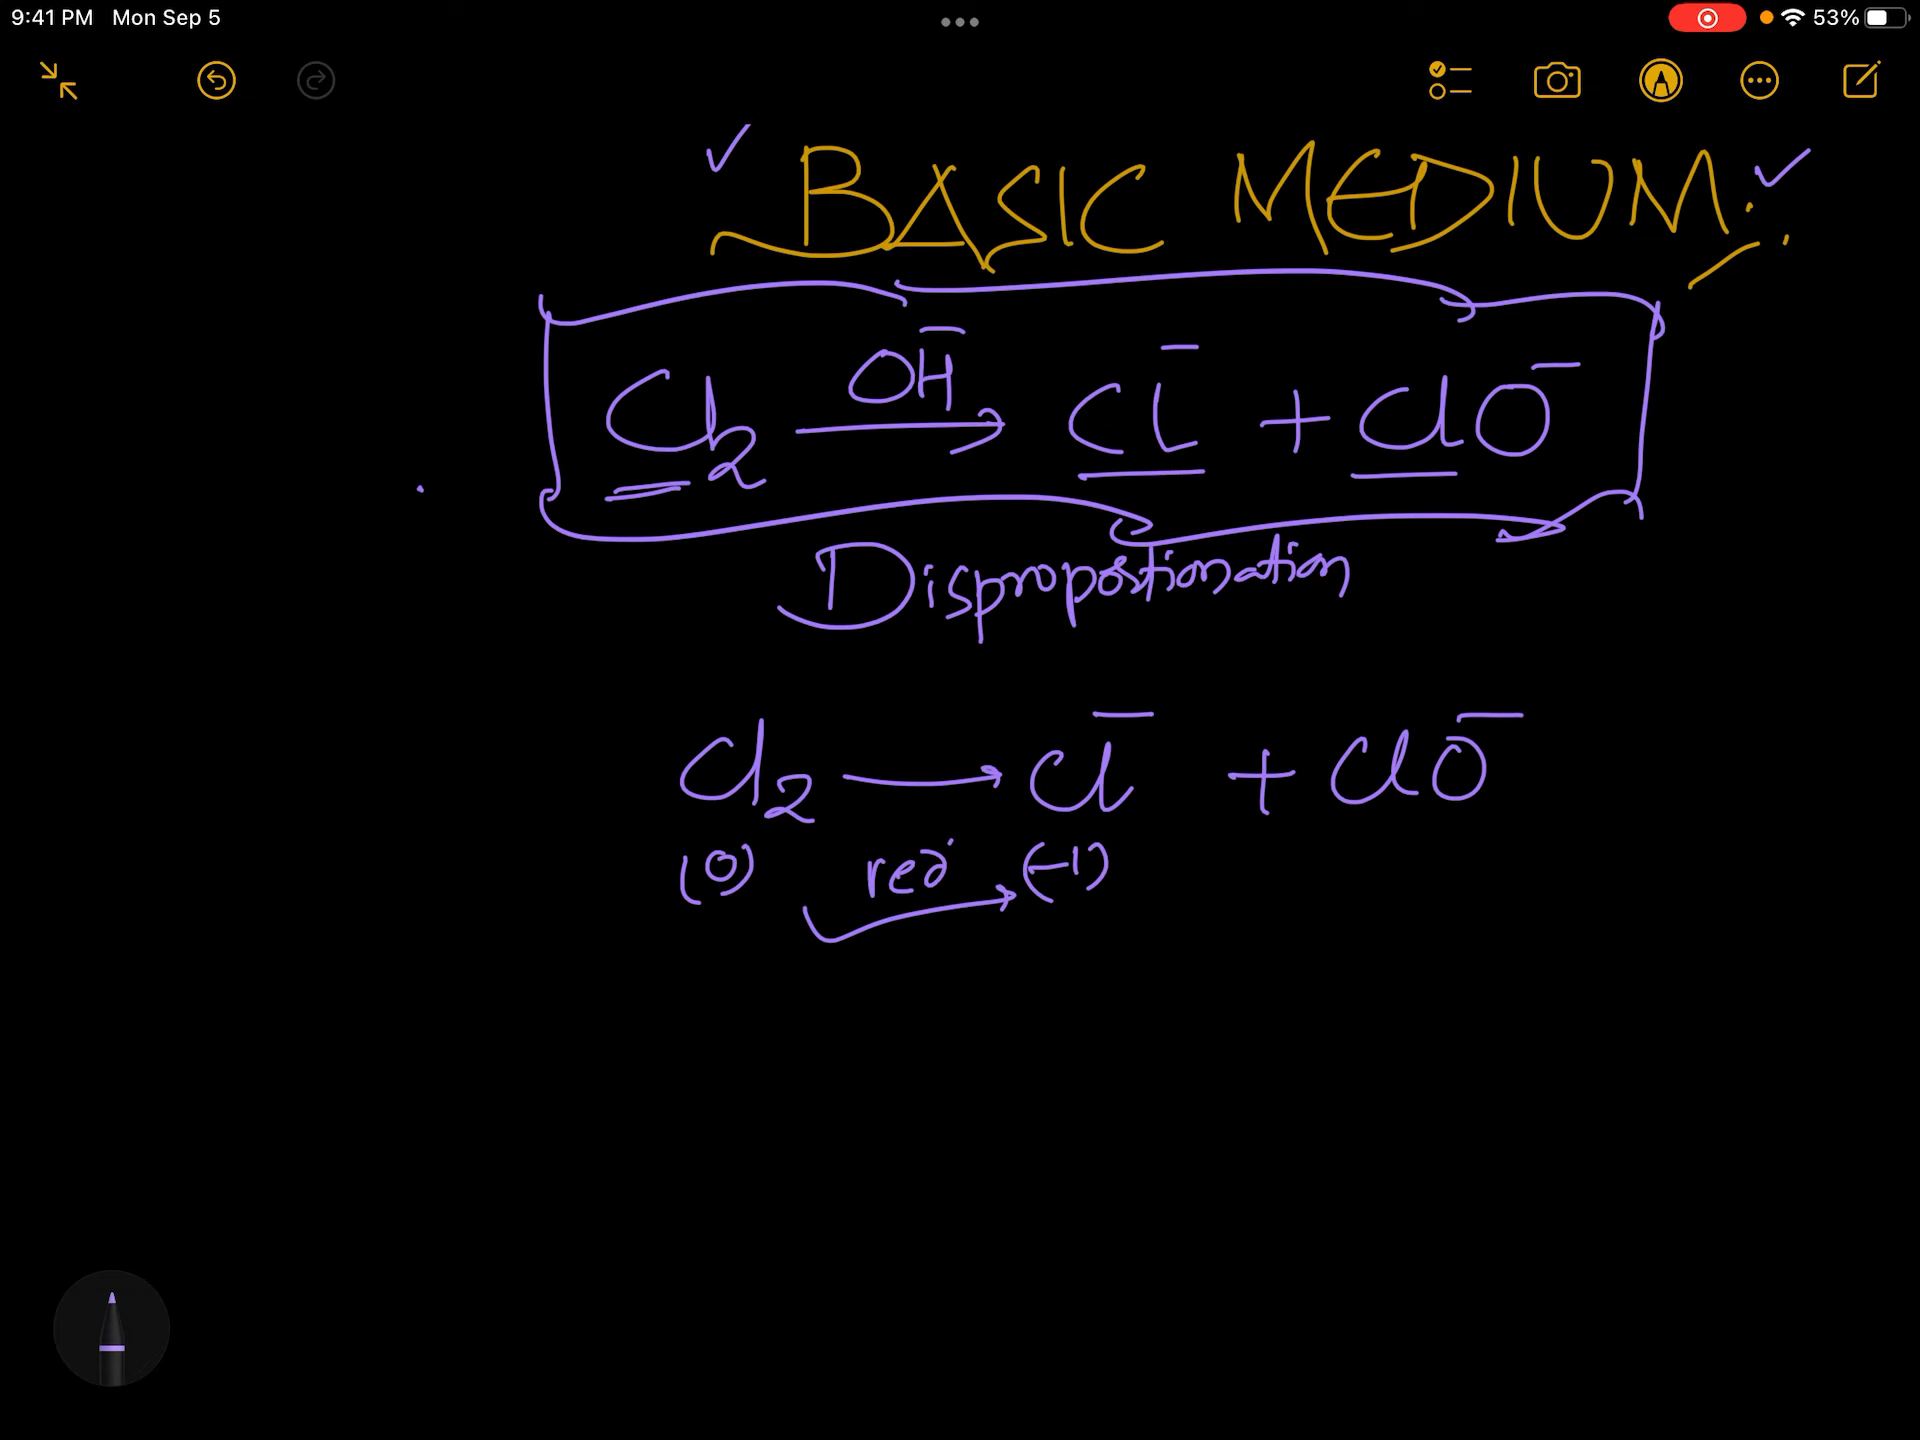 9:41 PM Mon Sep 5 53%
BASIC MEDIUM:
Cl₂ —OH⁻→ Cl⁻ + ClO⁻
Disproportionation
Cl₂ → Cl⁻ + ClO⁻
(0) red (-1)